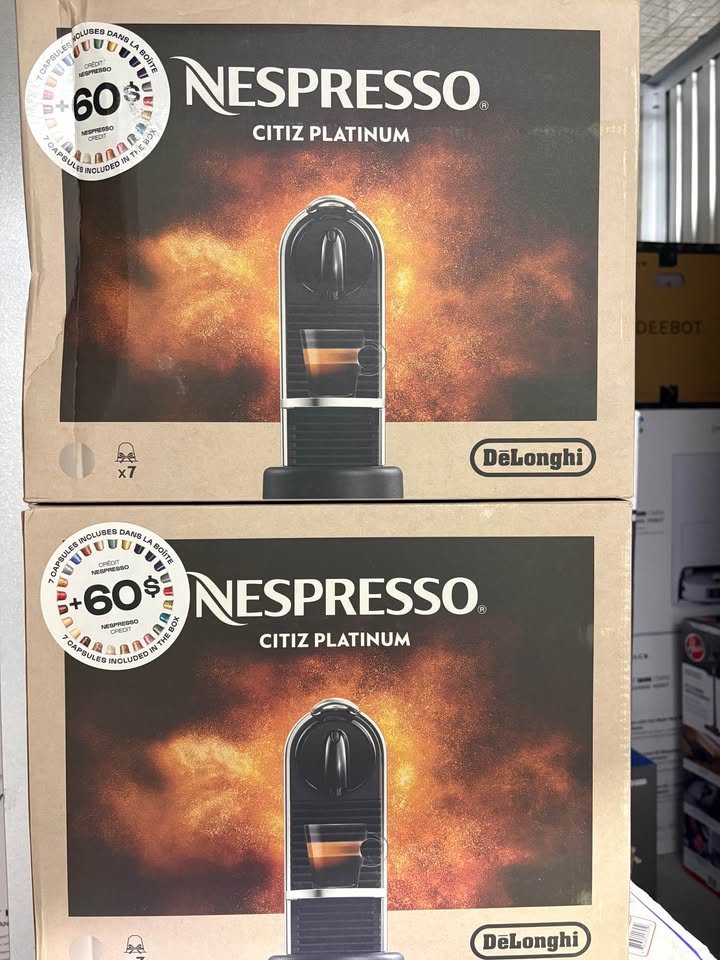 7 CAPSULES INCLUSES DANS LA BOÎTE
CRÉDIT
NESPRESSO
+60$
NESPRESSO
CREDIT
7 CAPSULES INCLUDED IN THE BOX
NESPRESSO®
CITIZ PLATINUM
x7
DēLonghi
7 CAPSULES INCLUSES DANS LA BOÎTE
CRÉDIT
NESPRESSO
+60$
NESPRESSO
CREDIT
7 CAPSULES INCLUDED IN THE BOX
NESPRESSO®
CITIZ PLATINUM
DēLonghi
DEEBOT
Hoover